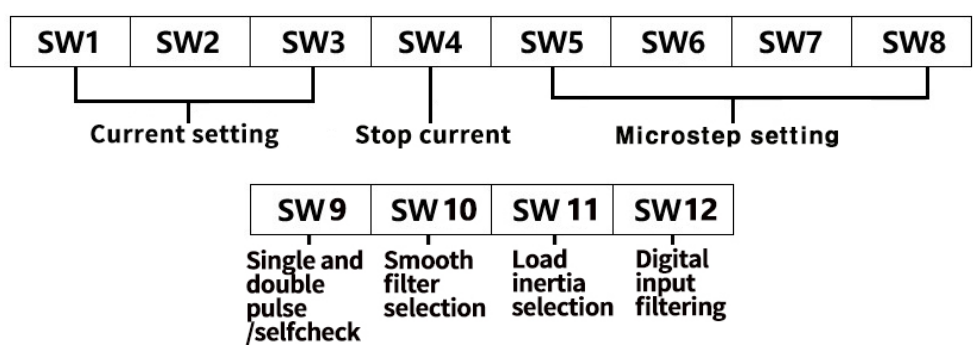 SW1 SW2 SW3 SW4 SW5 SW6 SW7 SW8
Current setting Stop current Microstep setting
SW9 SW10 SW11 SW12
Single and Smooth Load Digital
double filter inertia input
pulse selection selection filtering
/selfcheck